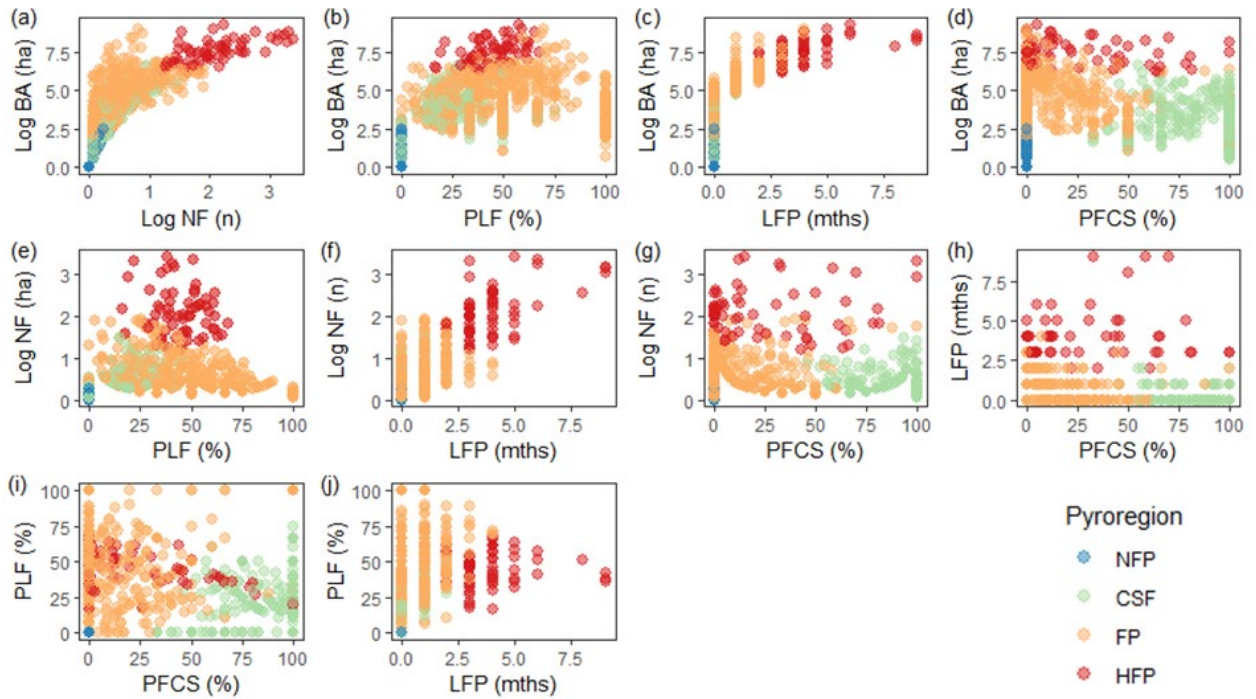 (a) (b) (c) (d)
Log BA (ha) Log BA (ha) Log BA (ha) Log BA (ha)
7.5 7.5 7.5 7.5
5.0 5.0 5.0 5.0
2.5 2.5 2.5 2.5
0.0 0.0 0.0 0.0
0 1 2 3 0 25 50 75 100 0.0 2.5 5.0 7.5 0 25 50 75 100
Log NF (n) PLF (%) LFP (mths) PFCS (%)
(e) (f) (g) (h)
Log NF (ha) Log NF (n) Log NF (n) LFP (mths)
3 3 3 7.5
2 2 2 5.0
1 1 1 2.5
0 0 0 0.0
0 25 50 75 100 0.0 2.5 5.0 7.5 0 25 50 75 100 0 25 50 75 100
PLF (%) LFP (mths) PFCS (%) PFCS (%)
(i) (j)
PLF (%) PLF (%)
100 100
75 75
50 50
25 25
0 0
0 25 50 75 100 0.0 2.5 5.0 7.5
PFCS (%) LFP (mths)
Pyroregion
NFP
CSF
FP
HFP